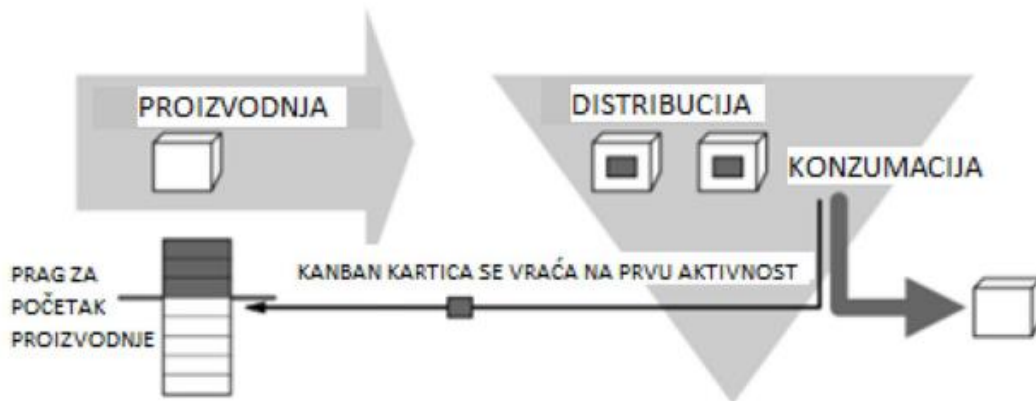 PROIZVODNJA
DISTRIBUCIJA
KONZUMACIJA
KANBAN KARTICA SE VRAĆA NA PRVU AKTIVNOST
PRAG ZA
POČETAK
PROIZVODNJE